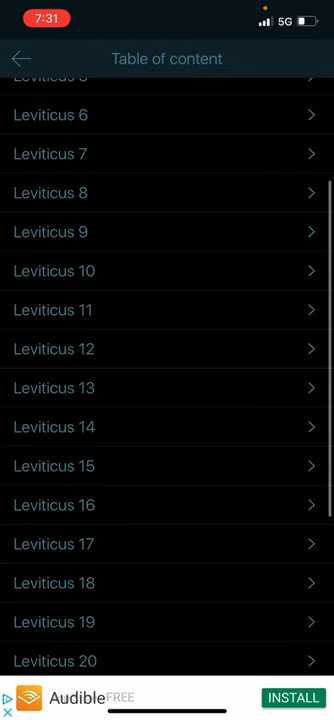 7:31
5G
Table of content
Leviticus 5
Leviticus 6
Leviticus 7
Leviticus 8
Leviticus 9
Leviticus 10
Leviticus 11
Leviticus 12
Leviticus 13
Leviticus 14
Leviticus 15
Leviticus 16
Leviticus 17
Leviticus 18
Leviticus 19
Leviticus 20
Audible FREE
INSTALL